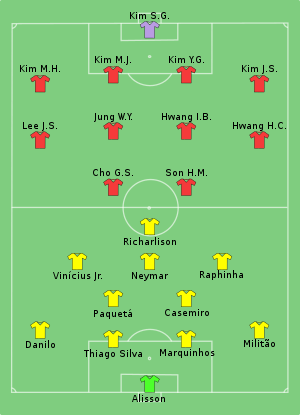 Kim S.G.
Kim M.H.
Kim M.J.
Kim Y.G.
Kim J.S.
Lee J.S.
Jung W.Y.
Hwang I.B.
Hwang H.C.
Cho G.S.
Son H.M.
Richarlison
Vinícius Jr.
Neymar
Raphinha
Paquetá
Casemiro
Danilo
Thiago Silva
Marquinhos
Militão
Alisson